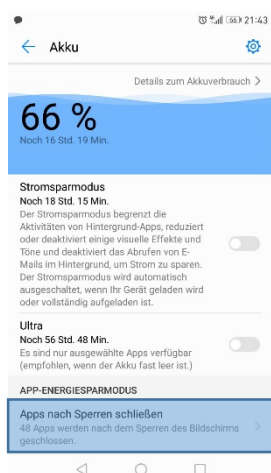 66 21:43
Akku
Details zum Akkuverbrauch
66 %
Noch 16 Std. 19 Min.
Stromsparmodus
Noch 18 Std. 15 Min.
Der Stromsparmodus begrenzt die
Aktivitäten von Hintergrund-Apps, reduziert
oder deaktiviert einige visuelle Effekte und
Töne und deaktiviert das Abrufen von E-
Mails im Hintergrund, um Strom zu sparen.
Der Stromsparmodus wird automatisch
ausgeschaltet, wenn Ihr Gerät geladen wird
oder vollständig aufgeladen ist.
Ultra
Noch 56 Std. 48 Min.
Es sind nur ausgewählte Apps verfügbar
(empfohlen, wenn der Akku fast leer ist.)
APP-ENERGIESPARMODUS
Apps nach Sperren schließen
48 Apps werden nach dem Sperren des Bildschirms
geschlossen.